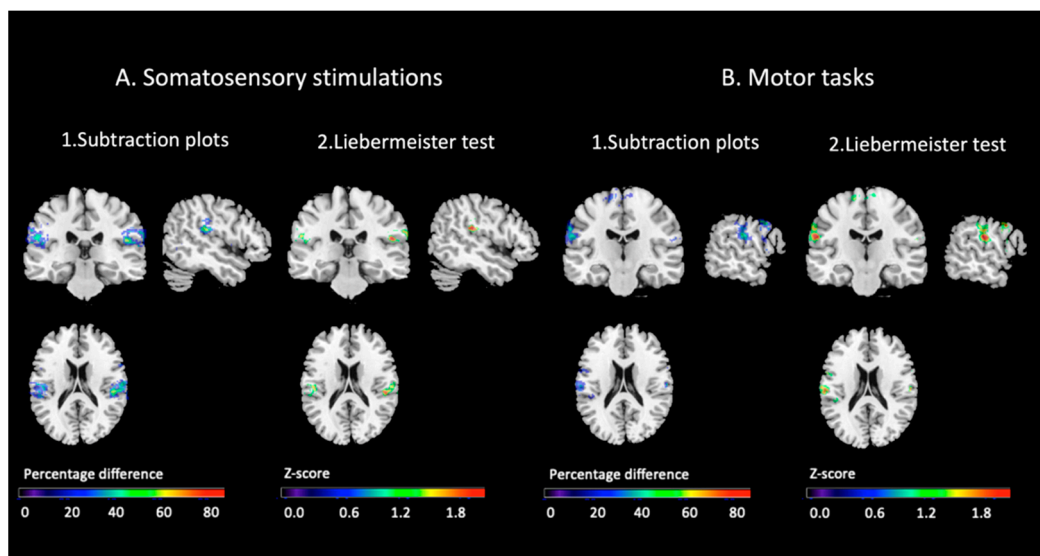 A. Somatosensory stimulations
B. Motor tasks
1.Subtraction plots
2.Liebermeister test
1.Subtraction plots
2.Liebermeister test
Percentage difference
Z-score
Percentage difference
Z-score
0 20 40 60 80
0.0 0.6 1.2 1.8
0 20 40 60 80
0.0 0.6 1.2 1.8